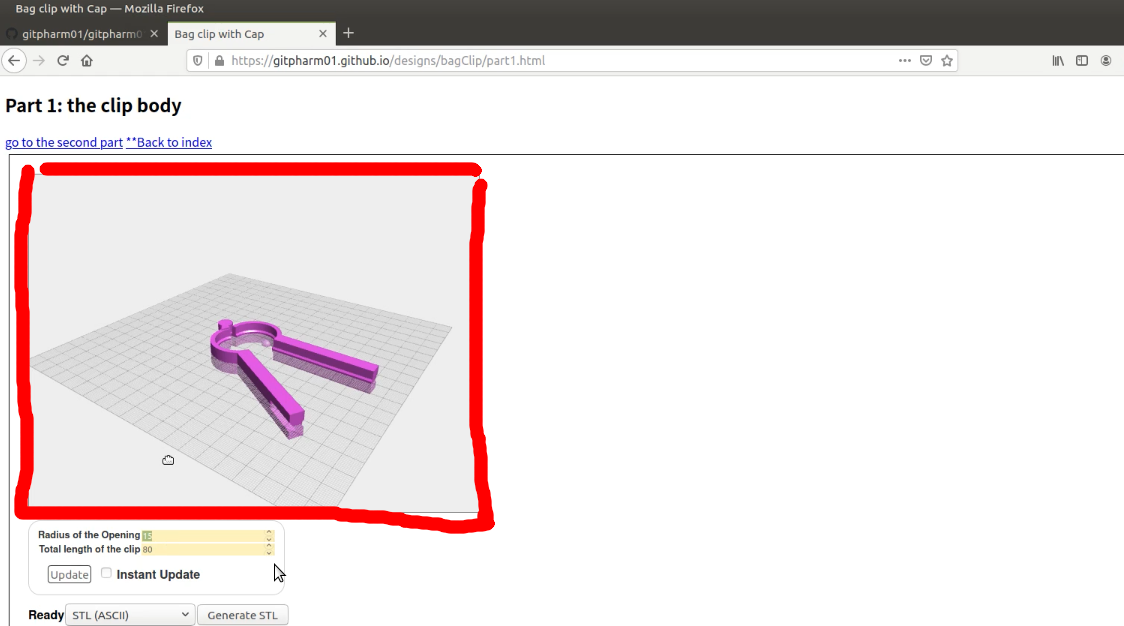 Bag clip with Cap — Mozilla Firefox
gitpharm01/gitpharm0
Bag clip with Cap
https://gitpharm01.github.io/designs/bagClip/part1.html
Part 1: the clip body
go to the second part **Back to index
Radius of the Opening 15
Total length of the clip 80
Update Instant Update
Ready STL (ASCII) Generate STL